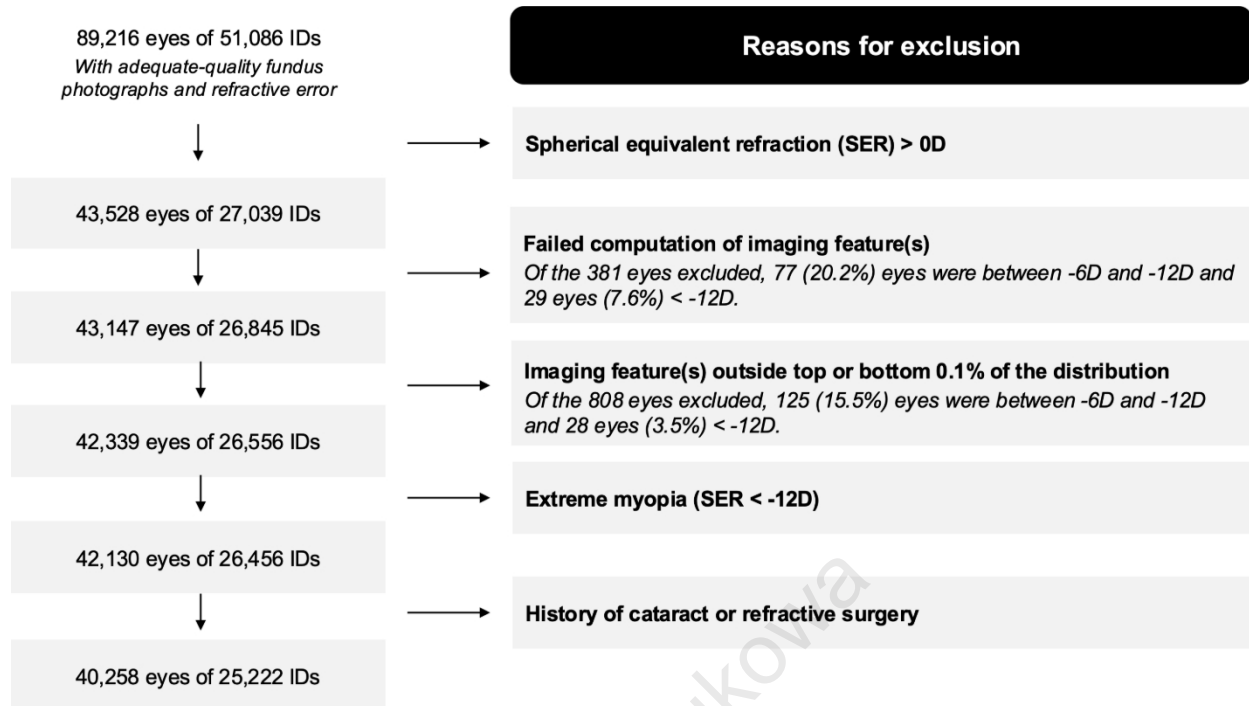 89,216 eyes of 51,086 IDs
With adequate-quality fundus
photographs and refractive error
Reasons for exclusion
Spherical equivalent refraction (SER) > 0D
43,528 eyes of 27,039 IDs
Failed computation of imaging feature(s)
Of the 381 eyes excluded, 77 (20.2%) eyes were between -6D and -12D and
29 eyes (7.6%) < -12D.
43,147 eyes of 26,845 IDs
Imaging feature(s) outside top or bottom 0.1% of the distribution
Of the 808 eyes excluded, 125 (15.5%) eyes were between -6D and -12D
and 28 eyes (3.5%) < -12D.
42,339 eyes of 26,556 IDs
Extreme myopia (SER < -12D)
42,130 eyes of 26,456 IDs
History of cataract or refractive surgery
40,258 eyes of 25,222 IDs